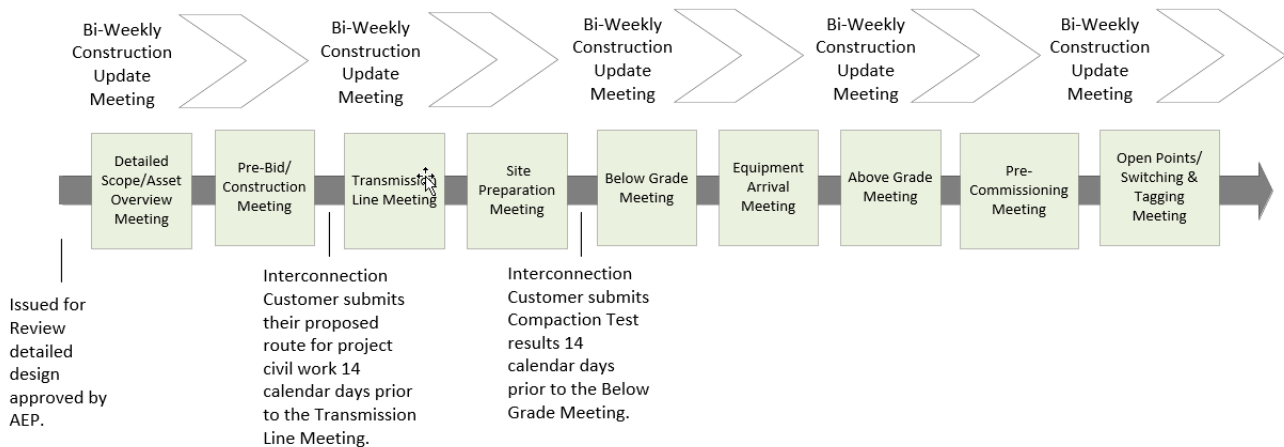 Bi-Weekly
Construction
Update
Meeting
Bi-Weekly
Construction
Update
Meeting
Bi-Weekly
Construction
Update
Meeting
Bi-Weekly
Construction
Update
Meeting
Bi-Weekly
Construction
Update
Meeting
Detailed
Scope/Asset
Overview
Meeting
Pre-Bid/
Construction
Meeting
Transmission
Line Meeting
Site
Preparation
Meeting
Below Grade
Meeting
Equipment
Arrival
Meeting
Above Grade
Meeting
Pre-
Commissioning
Meeting
Open Points/
Switching &
Tagging
Meeting
Issued for
Review
detailed
design
approved by
AEP.
Interconnection
Customer submits
their proposed
route for project
civil work 14
calendar days prior
to the Transmission
Line Meeting.
Interconnection
Customer submits
Compaction Test
results 14
calendar days
prior to the Below
Grade Meeting.